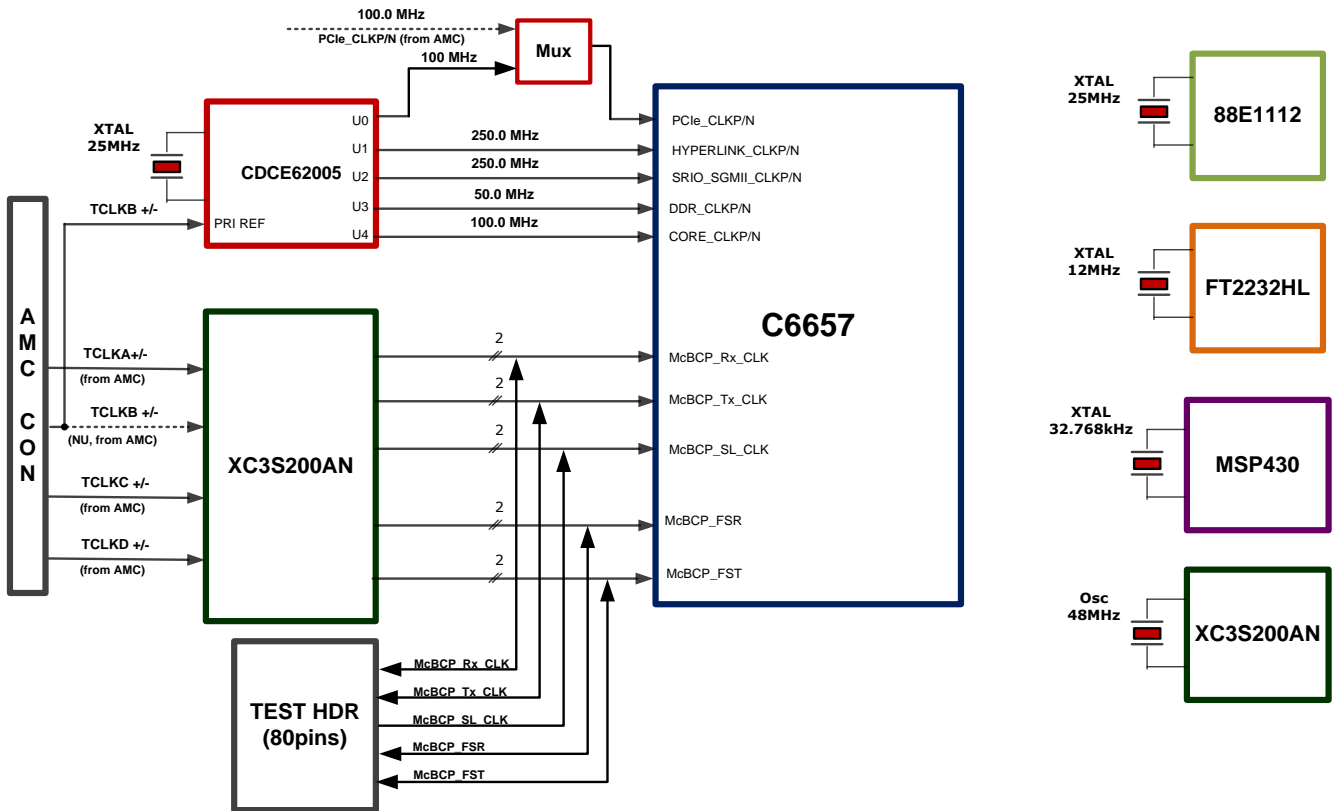 100.0 MHz
PCIe_CLKP/N (from AMC)
100 MHz
Mux
XTAL
25MHz
CDCE62005
U0
U1
U2
U3
U4
PRI REF
TCLKB +/-
250.0 MHz
250.0 MHz
50.0 MHz
100.0 MHz
PCIe_CLKP/N
HYPERLINK_CLKP/N
SRIO_SGMII_CLKP/N
DDR_CLKP/N
CORE_CLKP/N
C6657
AMC CON
TCLKA+/-
(from AMC)
TCLKB +/-
(NU, from AMC)
TCLKC +/-
(from AMC)
TCLKD +/-
(from AMC)
XC3S200AN
2
2
2
2
2
McBCP_Rx_CLK
McBCP_Tx_CLK
McBCP_SL_CLK
McBCP_FSR
McBCP_FST
TEST HDR
(80pins)
McBCP_Rx_CLK
McBCP_Tx_CLK
McBCP_SL_CLK
McBCP_FSR
McBCP_FST
XTAL
25MHz
88E1112
XTAL
12MHz
FT2232HL
XTAL
32.768kHz
MSP430
Osc
48MHz
XC3S200AN